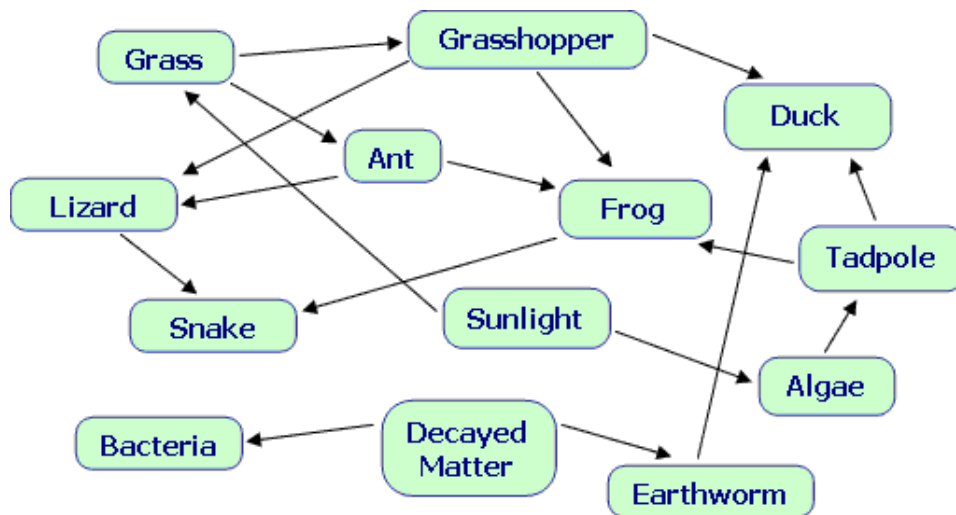 Grasshopper
Grass
Duck
Ant
Lizard
Frog
Tadpole
Snake
Sunlight
Algae
Bacteria
Decayed
Matter
Earthworm